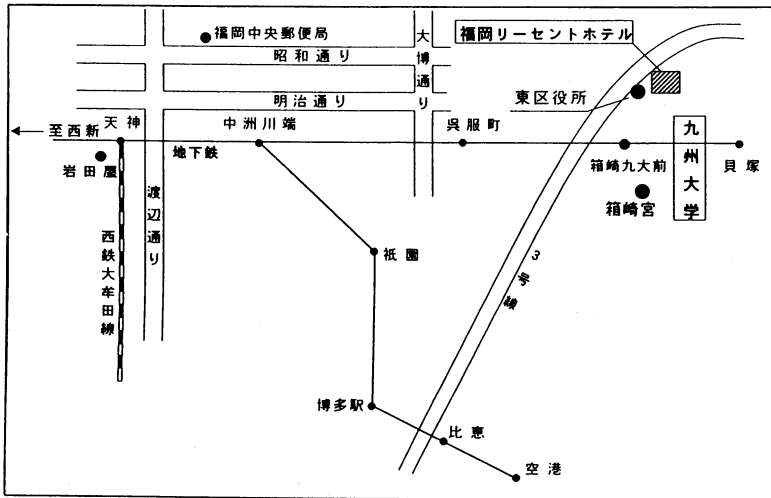 福岡中央郵便局
大博通り
福岡リーセントホテル
昭和通り
東区役所
明治通り
至西新
天神
中洲川端
呉服町
九州大学
地下鉄
箱崎九大前
貝塚
岩田屋
渡辺通り
箱崎宮
西鉄大牟田線
祇園
3号線
博多駅
比恵
空港